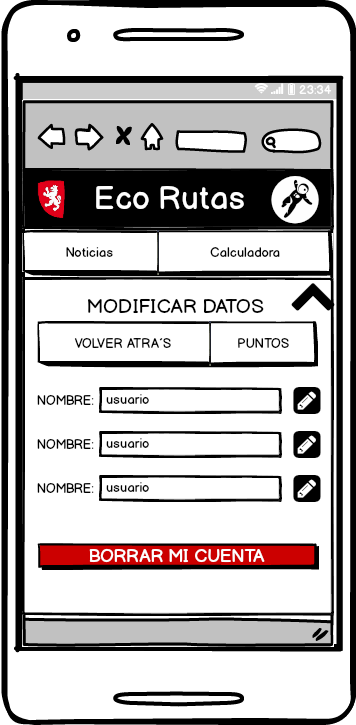 23:34
Eco Rutas
Noticias Calculadora
MODIFICAR DATOS
VOLVER ATRA´S PUNTOS
NOMBRE: usuario
NOMBRE: usuario
NOMBRE: usuario
BORRAR MI CUENTA